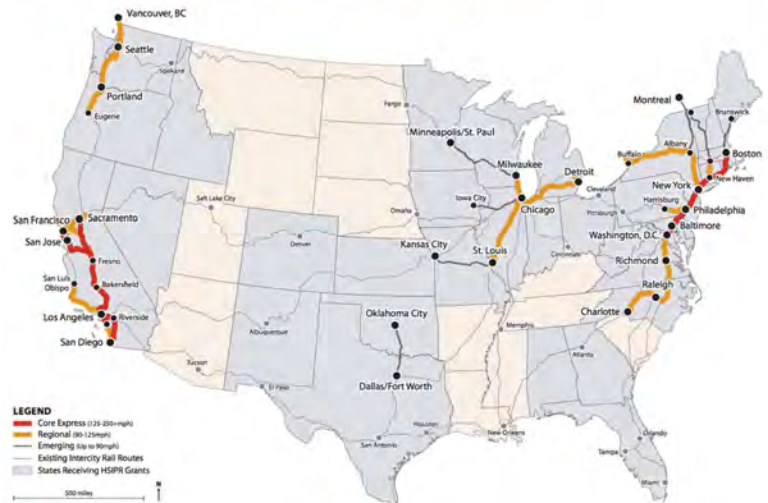 Vancouver, BC
Seattle
Spokane
Portland
Eugene
Fargo
Minneapolis/St. Paul
Montreal
Brunswick
Buffalo
Albany
Boston
Milwaukee
Detroit
New York
New Haven
Cleveland
Harrisburg
Philadelphia
Iowa City
Chicago
Pittsburgh
Baltimore
Salt Lake City
Omaha
Washington, D.C.
San Francisco
Sacramento
Denver
Kansas City
St. Louis
Cincinnati
Richmond
San Jose
Fresno
Raleigh
San Luis
Obispo
Bakersfield
Oklahoma City
Charlotte
Los Angeles
Riverside
Albuquerque
Memphis
San Diego
Atlanta
Tucson
Dallas/Fort Worth
El Paso
LEGEND
Core Express (125-250+mph)
Regional (90-125mph)
Emerging (Up to 90mph)
Existing Intercity Rail Routes
States Receiving HSIPR Grants
San Antonio
Houston
New Orleans
Orlando
Tampa
Miami
500 miles
N